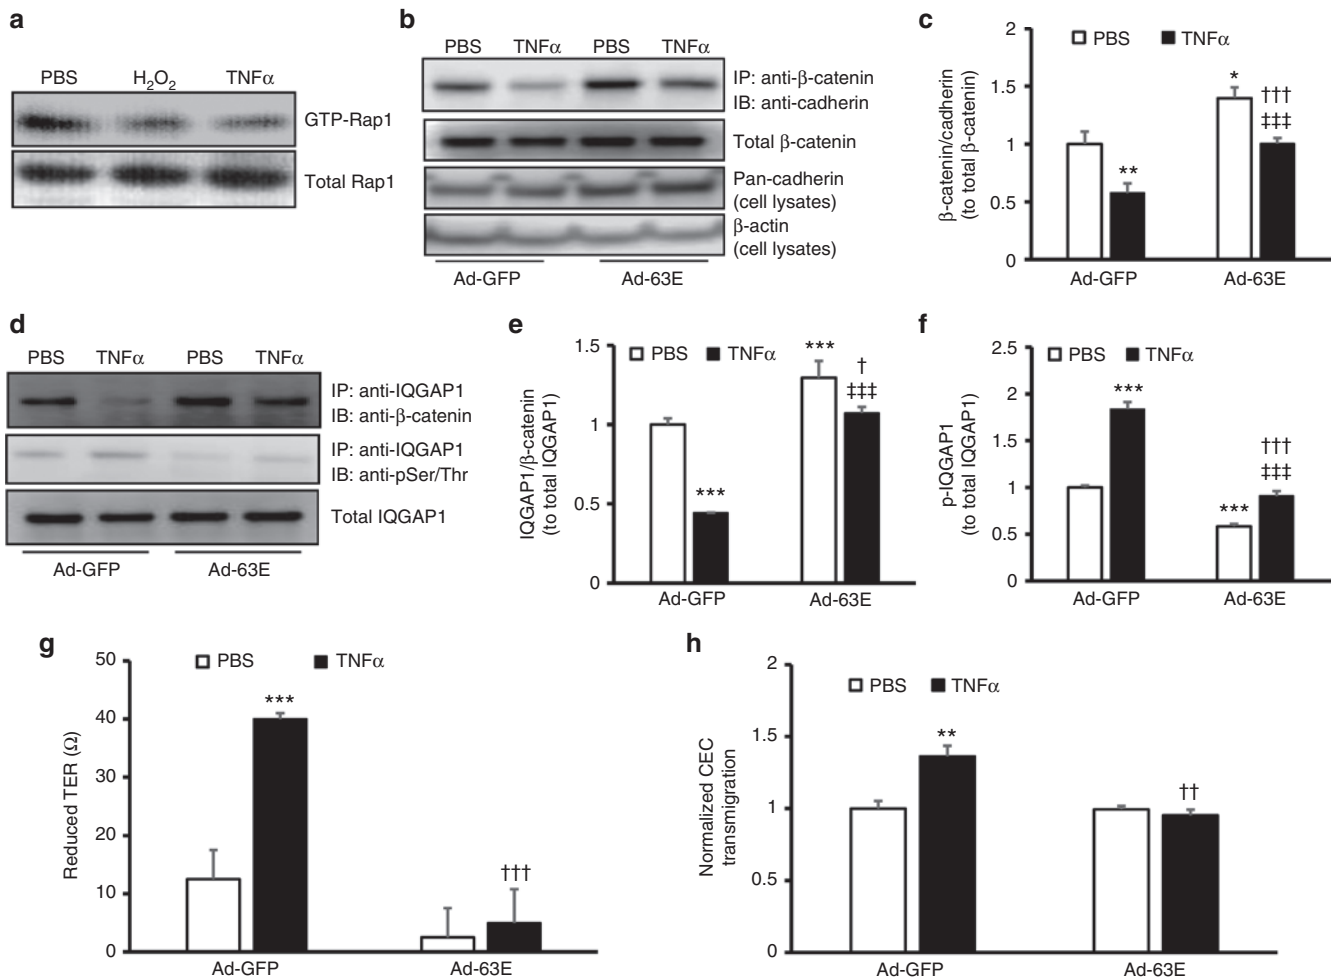 a
PBS H₂O₂ TNFα
GTP-Rap1
Total Rap1
b
PBS TNFα PBS TNFα
IP: anti-β-catenin
IB: anti-cadherin
Total β-catenin
Pan-cadherin
(cell lysates)
β-actin
(cell lysates)
Ad-GFP Ad-63E
c
β-catenin/cadherin
(to total β-catenin)
PBS TNFα
2
1.5
1
0.5
0
**
*
†††
‡‡‡
Ad-GFP Ad-63E
d
PBS TNFα PBS TNFα
IP: anti-IQGAP1
IB: anti-β-catenin
IP: anti-IQGAP1
IB: anti-pSer/Thr
Total IQGAP1
Ad-GFP Ad-63E
e
IQGAP1/β-catenin
(to total IQGAP1)
PBS TNFα
1.5
1
0.5
0
***
***
†
‡‡‡
Ad-GFP Ad-63E
f
p-IQGAP1
(to total IQGAP1)
PBS TNFα
2.5
2
1.5
1
0.5
0
***
***
†††
‡‡‡
Ad-GFP Ad-63E
g
Reduced TER (Ω)
PBS TNFα
50
40
30
20
10
0
***
†††
Ad-GFP Ad-63E
h
Normalized CEC
transmigration
PBS TNFα
2
1.5
1
0.5
0
**
††
Ad-GFP Ad-63E